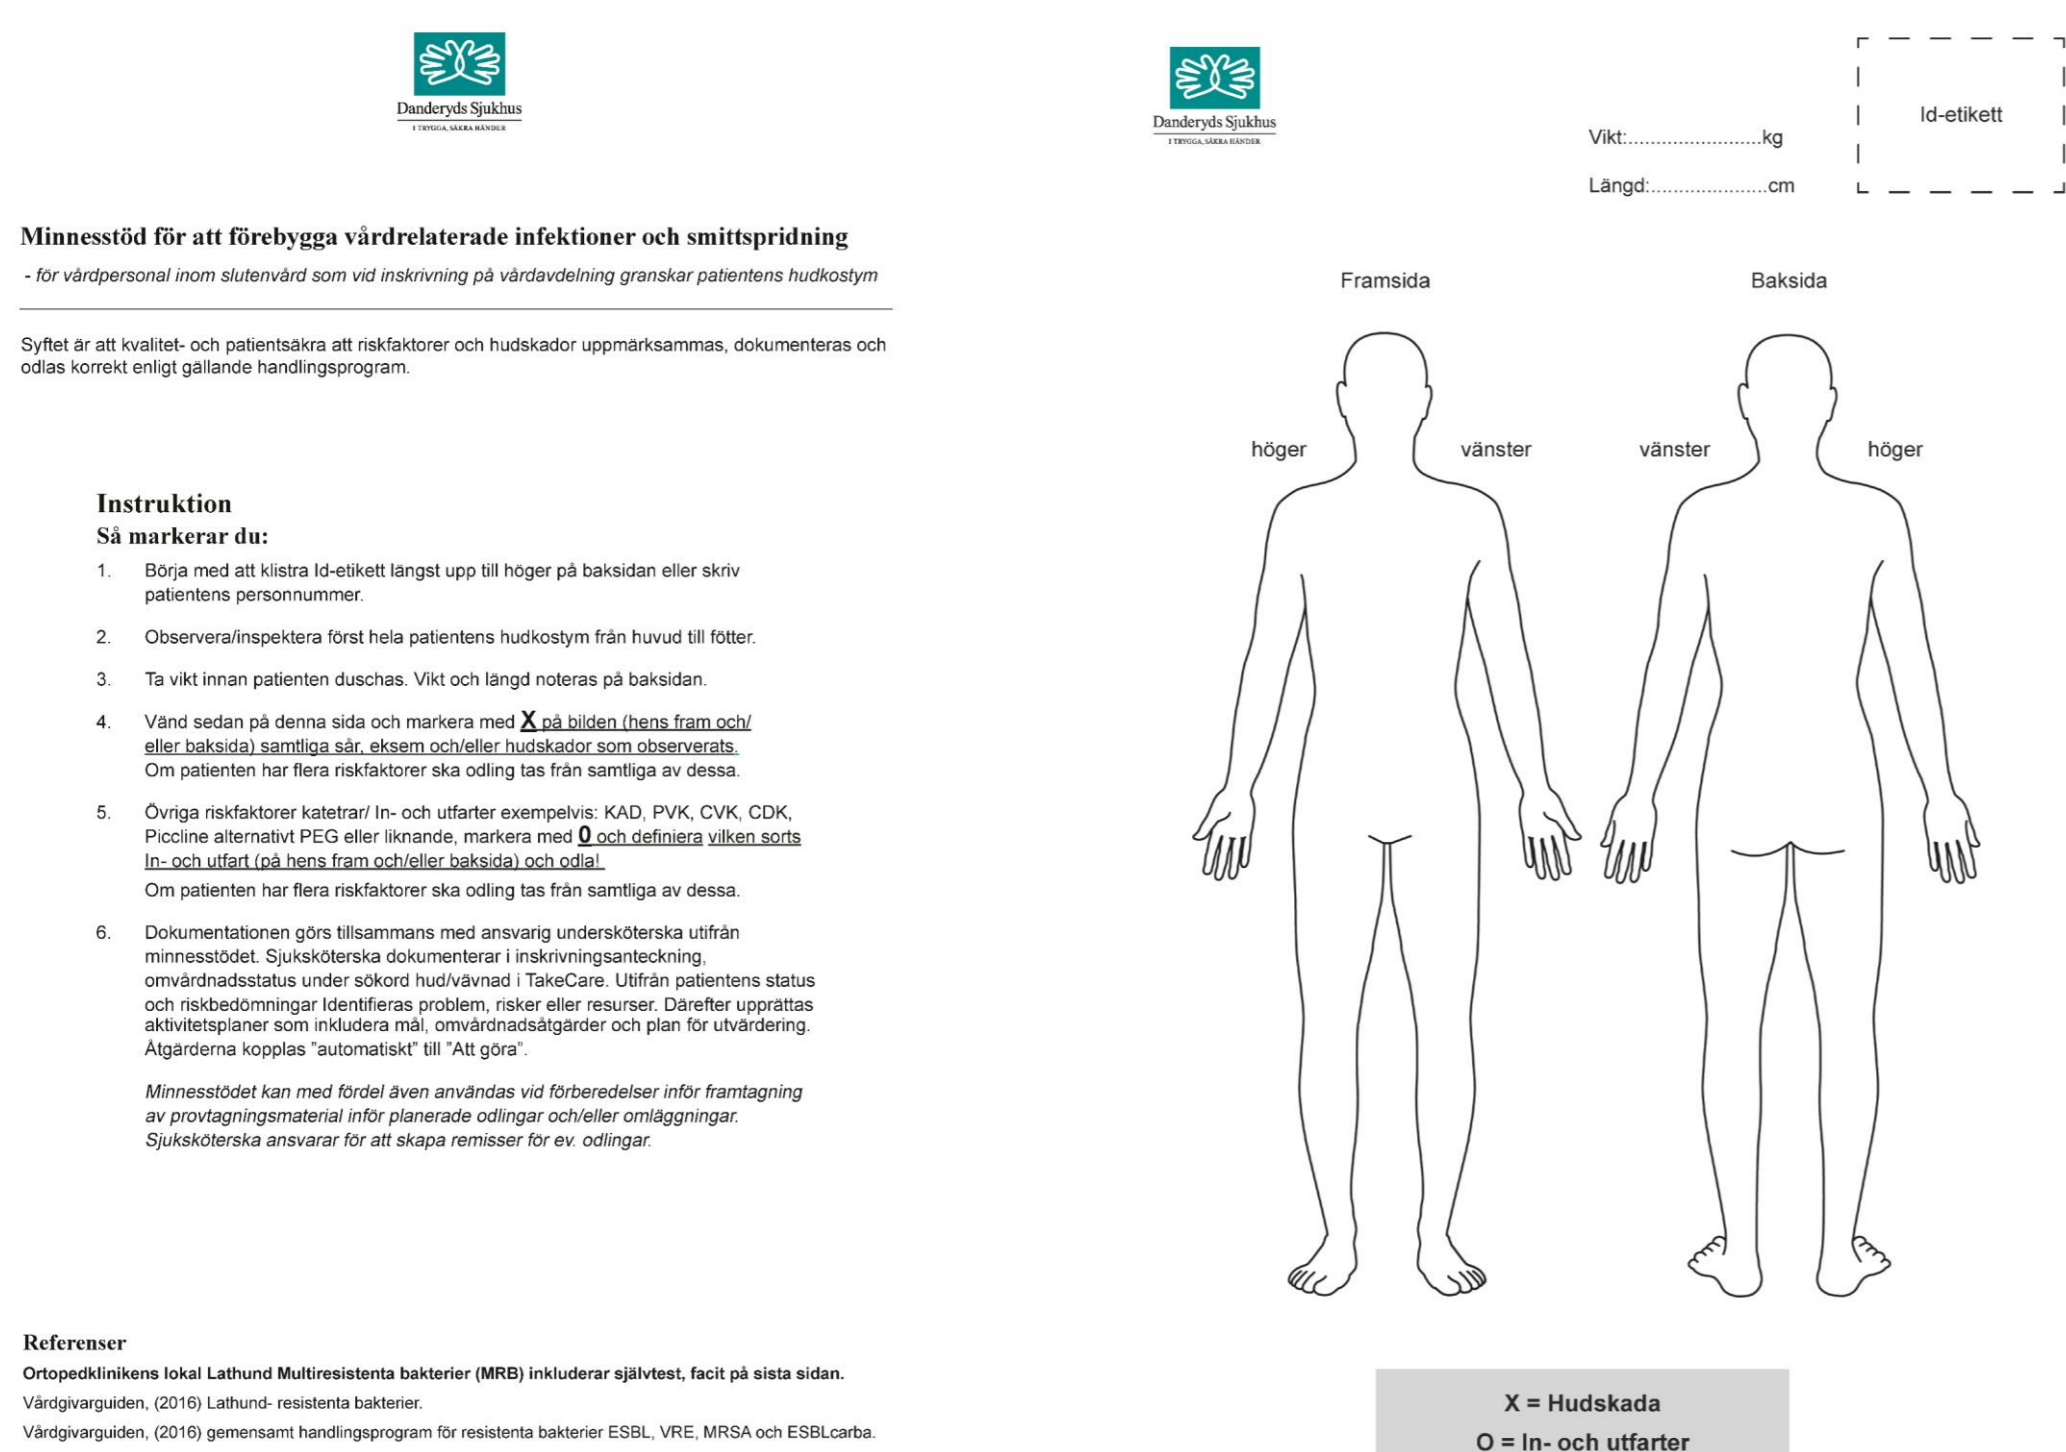 Danderyds Sjukhus
I TRYGGA, SÄKRA HÄNDER
Minnesstöd för att förebygga vårdrelaterade infektioner och smittspridning
- för vårdpersonal inom slutenvård som vid inskrivning på vårdavdelning granskar patientens hudkostym
Syftet är att kvalitet- och patientsäkra att riskfaktorer och hudskador uppmärksammas, dokumenteras och
odlas korrekt enligt gällande handlingsprogram.
Instruktion
Så markerar du:
1. Börja med att klistra Id-etikett längst upp till höger på baksidan eller skriv
patientens personnummer.
2. Observera/inspektera först hela patientens hudkostym från huvud till fötter.
3. Ta vikt innan patienten duschas. Vikt och längd noteras på baksidan.
4. Vänd sedan på denna sida och markera med X på bilden (hens fram och/
eller baksida) samtliga sår, eksem och/eller hudskador som observerats.
Om patienten har flera riskfaktorer ska odling tas från samtliga av dessa.
5. Övriga riskfaktorer katetrar/ In- och utfarter exempelvis: KAD, PVK, CVK, CDK,
Piccline alternativt PEG eller liknande, markera med 0 och definiera vilken sorts
In- och utfart (på hens fram och/eller baksida) och odla!
Om patienten har flera riskfaktorer ska odling tas från samtliga av dessa.
6. Dokumentationen görs tillsammans med ansvarig undersköterska utifrån
minnesstödet. Sjuksköterska dokumenterar i inskrivningsanteckning,
omvårdnadsstatus under sökord hud/vävnad i TakeCare. Utifrån patientens status
och riskbedömningar Identifieras problem, risker eller resurser. Därefter upprättas
aktivitetsplaner som inkludera mål, omvårdnadsåtgärder och plan för utvärdering.
Åtgärderna kopplas ”automatiskt” till ”Att göra”.
Minnesstödet kan med fördel även användas vid förberedelser inför framtagning
av provtagningsmaterial inför planerade odlingar och/eller omläggningar.
Sjuksköterska ansvarar för att skapa remisser för ev. odlingar.
Referenser
Ortopedklinikens lokal Lathund Multiresistenta bakterier (MRB) inkluderar självtest, facit på sista sidan.
Vårdgivarguiden, (2016) Lathund- resistenta bakterier.
Vårdgivarguiden, (2016) gemensamt handlingsprogram för resistenta bakterier ESBL, VRE, MRSA och ESBLcarba.
Danderyds Sjukhus
I TRYGGA, SÄKRA HÄNDER
Vikt:........................kg
Längd:.....................cm
Id-etikett
Framsida
Baksida
höger vänster vänster höger
X = Hudskada
O = In- och utfarter